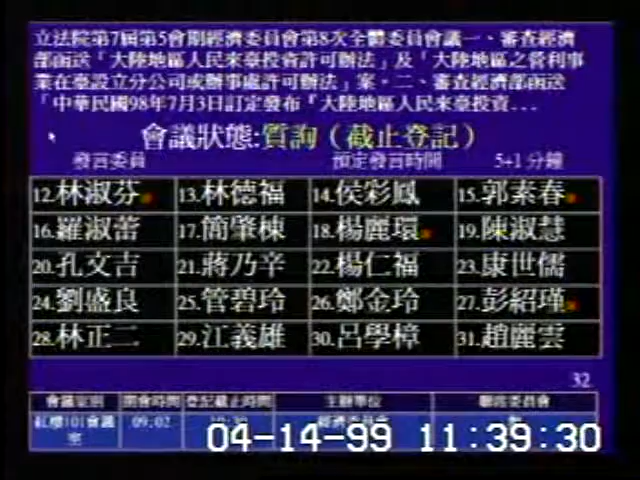 立法院第7屆第5會期經濟委員會第8次全體委員會議一、審查經濟
部函送「大陸地區人民來臺投資許可辦法」及「大陸地區之營利事
業在臺設立分公司或辦事處許可辦法」案。二、審查經濟部函送
「中華民國98年7月3日訂定發布『大陸地區人民來臺投資...
會議狀態:質詢（截止登記）
發言委員 預定發言時間 5+1分鐘
12.林淑芬 13.林德福 14.侯彩鳳 15.郭素春
16.羅淑蕾 17.簡肇棟 18.楊麗環 19.陳淑慧
20.孔文吉 21.蔣乃辛 22.楊仁福 23.康世儒
24.劉盛良 25.管碧玲 26.鄭金玲 27.彭紹瑾
28.林正二 29.江義雄 30.呂學樟 31.趙麗雲
32
會議室別 開會時間 登記截止時間 主辦單位 聯席委員會
紅樓101會議室 09:02 10:30 經濟委員會
04-14-99 11:39:30